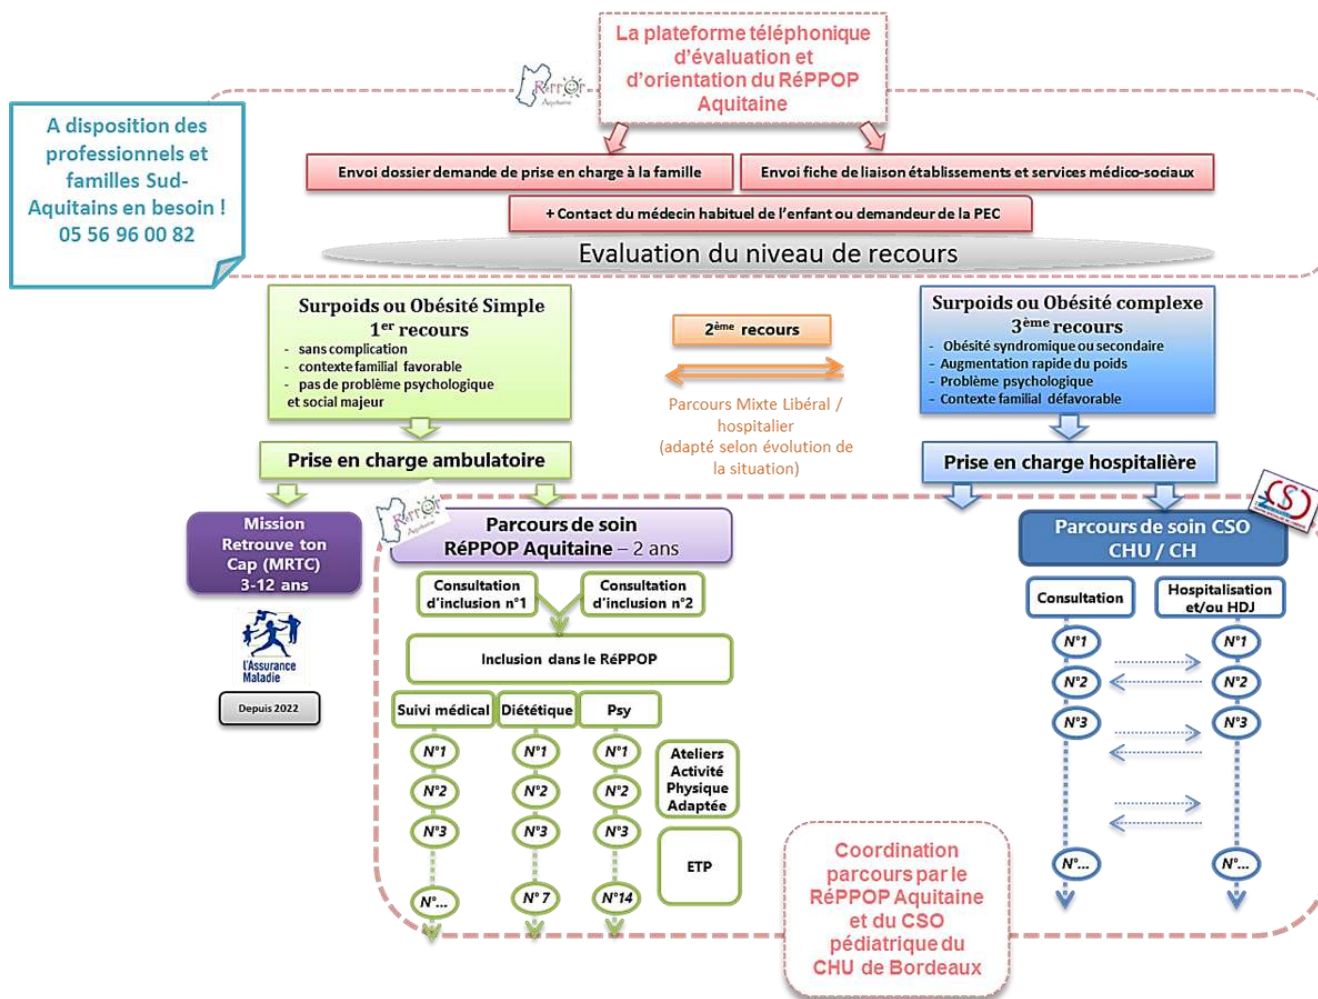 La plateforme téléphonique
d'évaluation et
d'orientation du RéPPOP
Aquitaine
RéPPOP
Aquitaine
A disposition des
professionnels et
familles Sud-
Aquitains en besoin !
05 56 96 00 82
Envoi dossier demande de prise en charge à la famille
Envoi fiche de liaison établissements et services médico-sociaux
+ Contact du médecin habituel de l'enfant ou demandeur de la PEC
Evaluation du niveau de recours
Surpoids ou Obésité Simple
1er recours
- sans complication
- contexte familial favorable
- pas de problème psychologique
et social majeur
2ème recours
Parcours Mixte Libéral /
hospitalier
(adapté selon évolution de
la situation)
Surpoids ou Obésité complexe
3ème recours
- Obésité syndromique ou secondaire
- Augmentation rapide du poids
- Problème psychologique
- Contexte familial défavorable
Prise en charge ambulatoire
Prise en charge hospitalière
Mission
Retrouve ton
Cap (MRTC)
3-12 ans
l'Assurance
Maladie
Depuis 2022
RéPPOP
Aquitaine
Parcours de soin
RéPPOP Aquitaine – 2 ans
Consultation
d'inclusion n°1
Consultation
d'inclusion n°2
Inclusion dans le RéPPOP
Suivi médical
Diététique
Psy
N°1
N°1
N°1
N°2
N°2
N°2
N°3
N°3
N°3
N°...
N° 7
N°14
Ateliers
Activité
Physique
Adaptée
ETP
CSO
Parcours de soin CSO
CHU / CH
Consultation
Hospitalisation
et/ou HDJ
N°1
N°1
N°2
N°2
N°3
N°3
N°...
N°...
Coordination
parcours par le
RéPPOP Aquitaine
et du CSO
pédiatrique du
CHU de Bordeaux